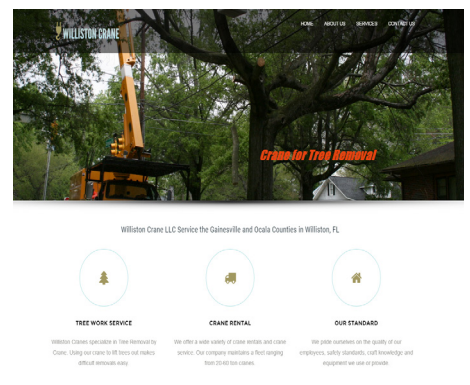 WILLISTON CRANE
HOME ABOUT US SERVICES CONTACT US
Crane for Tree Removal
Williston Crane LLC Service the Gainesville and Ocala Counties in Williston, FL
TREE WORK SERVICE
Williston Cranes specialize in Tree Removal by
Crane. Using our crane to lift trees out makes
difficult removals easy.
CRANE RENTAL
We offer a wide variety of crane rentals and crane
service. Our company maintains a fleet ranging
from 20-60 ton cranes
OUR STANDARD
We pride ourselves on the quality of our
employees, safety standards, craft knowledge and
equipment we use or provide.